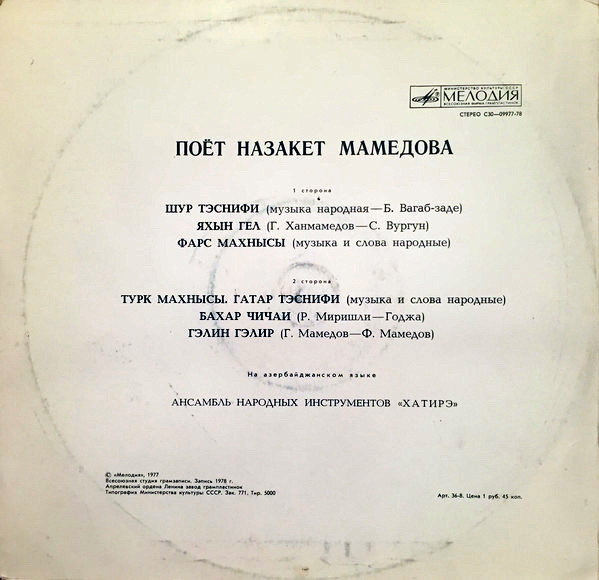 МИНИСТЕРСТВО КУЛЬТУРЫ СССР
МЕЛОДИЯ
ВСЕСОЮЗНАЯ ФИРМА ГРАМПЛАСТИНОК
СТЕРЕО С30—09977-78
ПОЁТ НАЗАКЕТ МАМЕДОВА
1 сторона
ШУР ТЭСНИФИ (музыка народная — Б. Вагаб-заде)
ЯХЫН ГЕЛ (Г. Ханмамедов — С. Вургун)
ФАРС МАХНЫСЫ (музыка и слова народные)
2 сторона
ТУРК МАХНЫСЫ. ГАТАР ТЭСНИФИ (музыка и слова народные)
БАХАР ЧИЧАИ (Р. Миришли — Годжа)
ГЭЛИН ГЭЛИР (Г. Мамедов — Ф. Мамедов)
На азербайджанском языке
АНСАМБЛЬ НАРОДНЫХ ИНСТРУМЕНТОВ «ХАТИРЭ»
© «Мелодия», 1977
Всесоюзная студия грамзаписи. Запись 1978 г.
Апрелевский ордена Ленина завод грампластинок
Типография Министерства культуры СССР. Зак. 771. Тир. 5000
Арт. 36-8. Цена 1 руб. 45 коп.